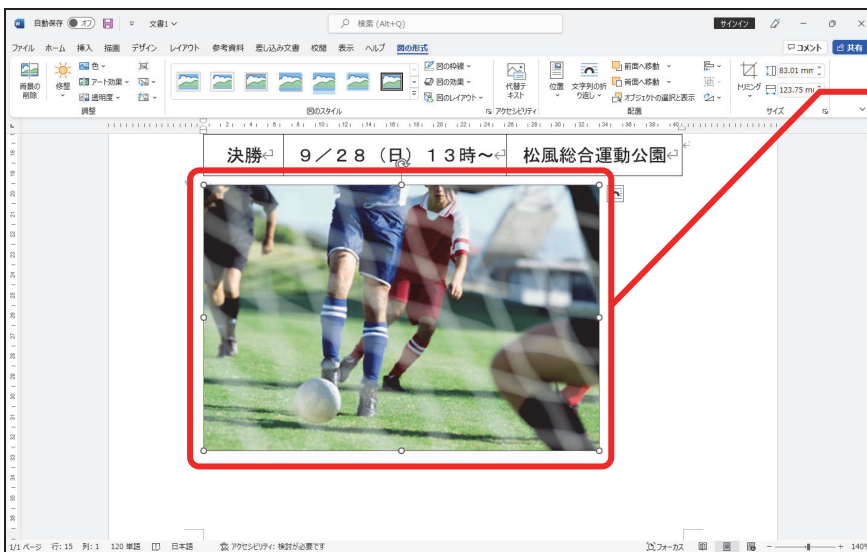 自動保存 オフ 文書1 検索 (Alt+Q) サインイン
ファイル ホーム 挿入 描画 デザイン レイアウト 参考資料 差し込み文書 校閲 表示 ヘルプ 図の形式 コメント 共有
背景の削除 修整 色 アート効果 透明度
図の枠線 図の効果 図のレイアウト
代替テキスト 位置 文字列の折り返し
前面へ移動 背面へ移動 オブジェクトの選択と表示
トリミング 83.01 mm 123.75 m
調整 図のスタイル アクセシビリティ 配置 サイズ
決勝 9／28（日）13時～ 松風総合運動公園
1/1 ページ 行: 15 列: 1 120 単語 日本語 アクセシビリティ: 検討が必要です フォーカス 140%